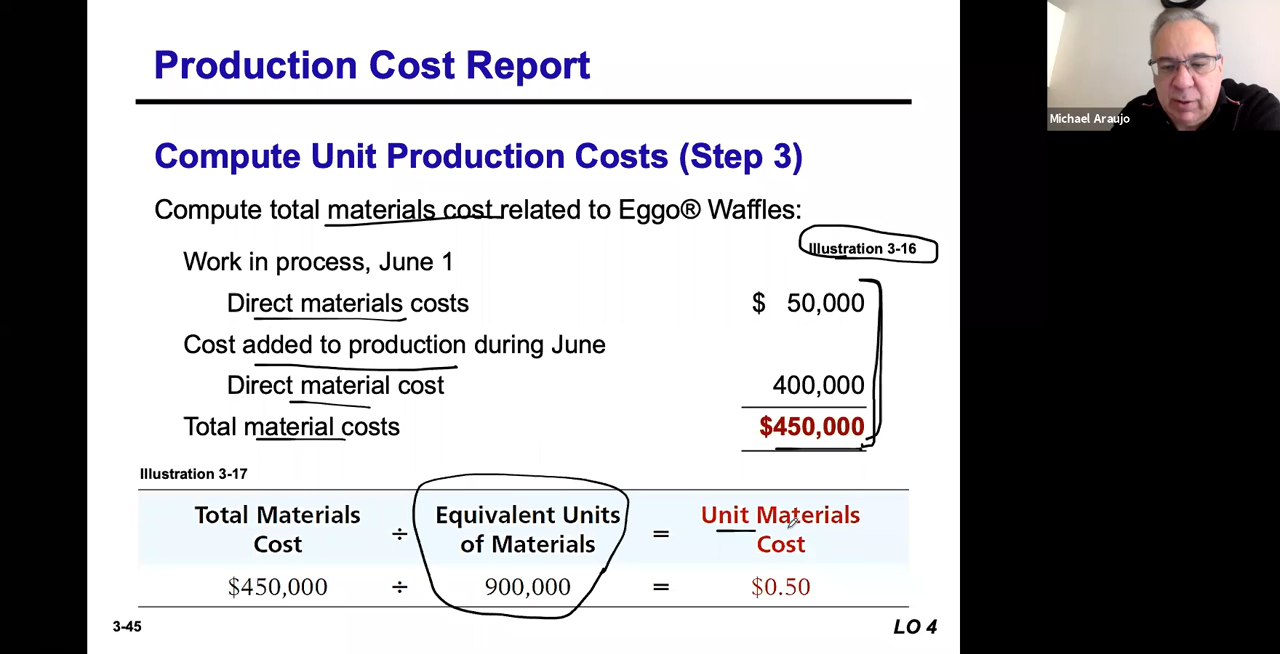 Production Cost Report
Michael Araujo
Compute Unit Production Costs (Step 3)
Compute total materials cost related to Eggo® Waffles:
Illustration 3-16
Work in process, June 1
Direct materials costs $ 50,000
Cost added to production during June
Direct material cost 400,000
Total material costs $450,000
Illustration 3-17
Total Materials Cost ÷ Equivalent Units of Materials = Unit Materials Cost
$450,000 ÷ 900,000 = $0.50
3-45 LO 4